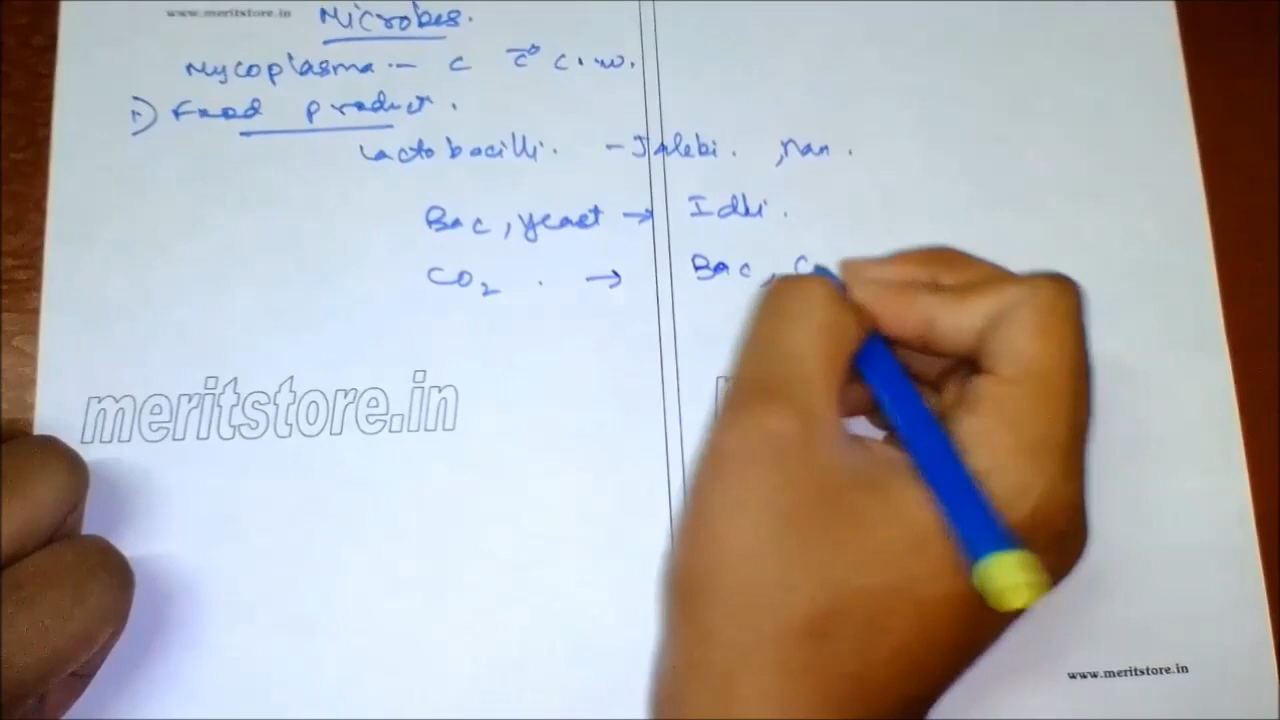 www.meritstore.in
Microbes.
Mycoplasma :- c c̄ c.w.
1) Food product.
Lactobacilli. - Jalebi. , nan.
Bac, yeast → Idli.
CO2 . → Bac,
meritstore.in
www.meritstore.in